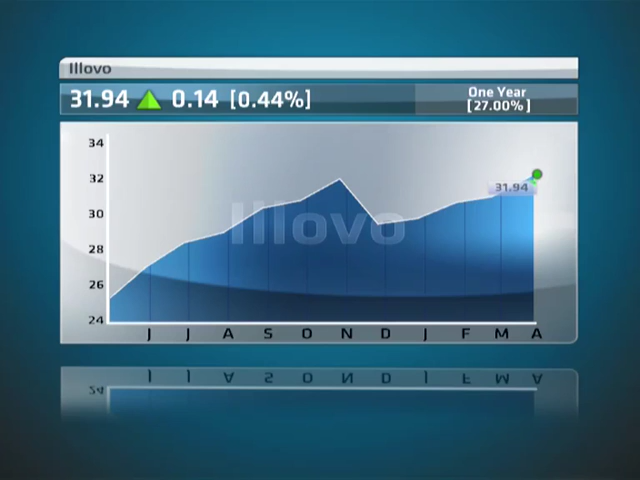 Illovo
31.94 0.14 [0.44%]
One Year
[27.00%]
34
32
31.94
30
Illovo
28
26
24
J J A S O N D J F M A
24
J J A S O N D J F M A